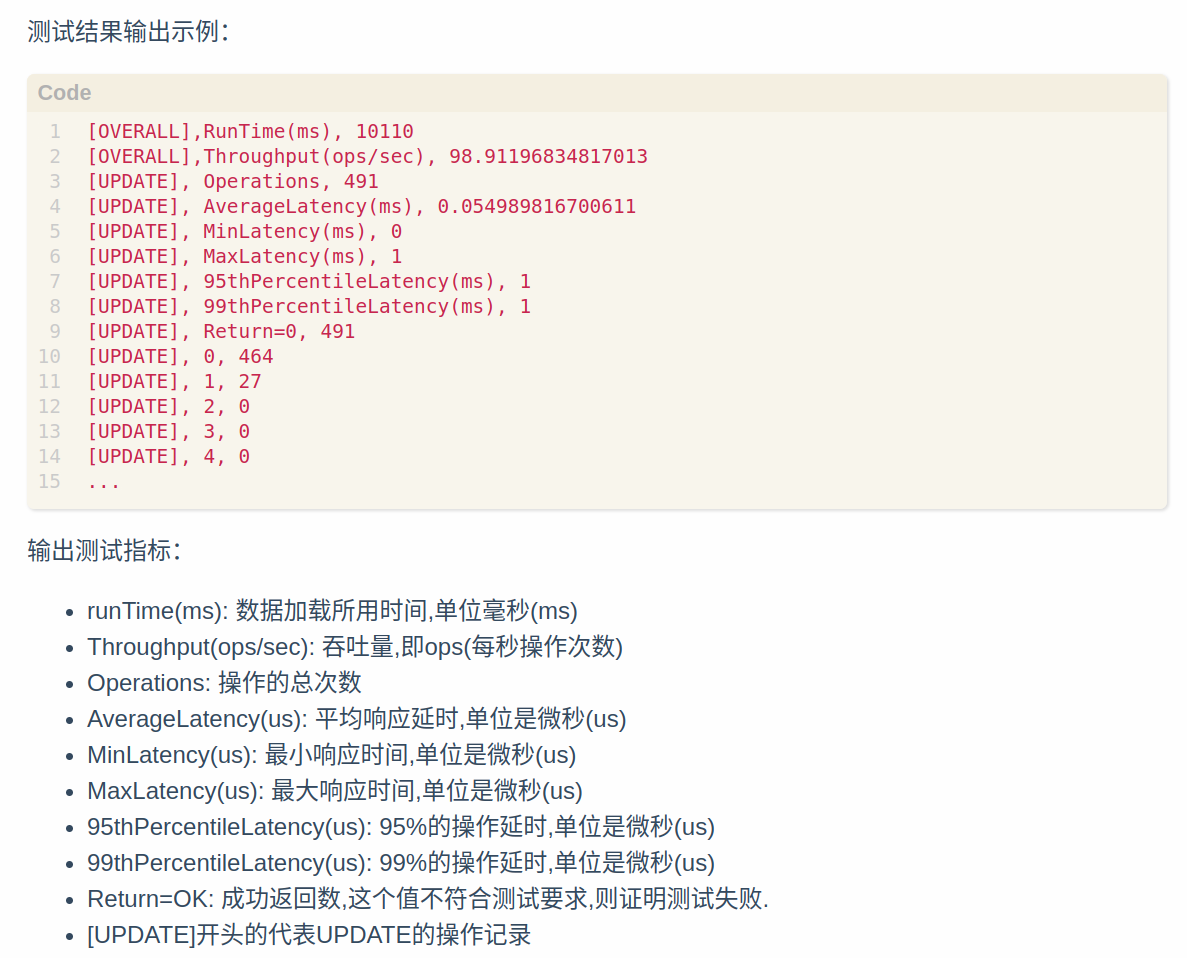 测试结果输出示例：
Code
1 [OVERALL],RunTime(ms), 10110
2 [OVERALL],Throughput(ops/sec), 98.91196834817013
3 [UPDATE], Operations, 491
4 [UPDATE], AverageLatency(ms), 0.054989816700611
5 [UPDATE], MinLatency(ms), 0
6 [UPDATE], MaxLatency(ms), 1
7 [UPDATE], 95thPercentileLatency(ms), 1
8 [UPDATE], 99thPercentileLatency(ms), 1
9 [UPDATE], Return=0, 491
10 [UPDATE], 0, 464
11 [UPDATE], 1, 27
12 [UPDATE], 2, 0
13 [UPDATE], 3, 0
14 [UPDATE], 4, 0
15 ...
输出测试指标：
• runTime(ms): 数据加载所用时间,单位毫秒(ms)
• Throughput(ops/sec): 吞吐量,即ops(每秒操作次数)
• Operations: 操作的总次数
• AverageLatency(us): 平均响应延时,单位是微秒(us)
• MinLatency(us): 最小响应时间,单位是微秒(us)
• MaxLatency(us): 最大响应时间,单位是微秒(us)
• 95thPercentileLatency(us): 95%的操作延时,单位是微秒(us)
• 99thPercentileLatency(us): 99%的操作延时,单位是微秒(us)
• Return=OK: 成功返回数,这个值不符合测试要求,则证明测试失败.
• [UPDATE]开头的代表UPDATE的操作记录